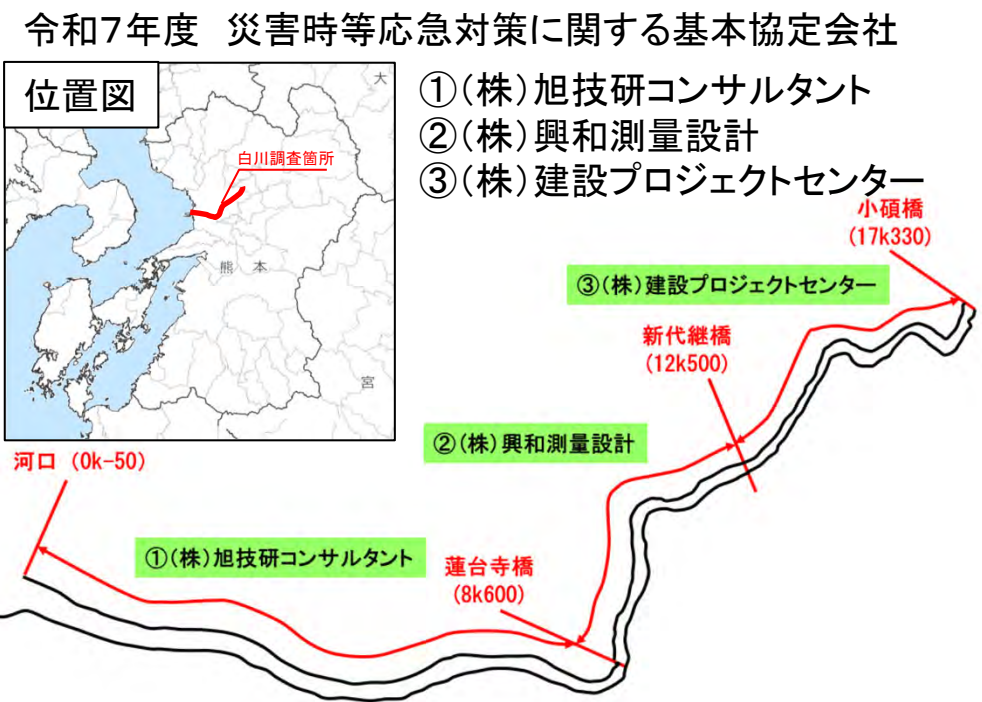 令和7年度 災害時等応急対策に関する基本協定会社
位置図
大
白川調査箇所
熊本
宮
①(株)旭技研コンサルタント
②(株)興和測量設計
③(株)建設プロジェクトセンター
小碩橋
(17k330)
③(株)建設プロジェクトセンター
新代継橋
(12k500)
②(株)興和測量設計
河口 (0k-50)
①(株)旭技研コンサルタント
蓮台寺橋
(8k600)